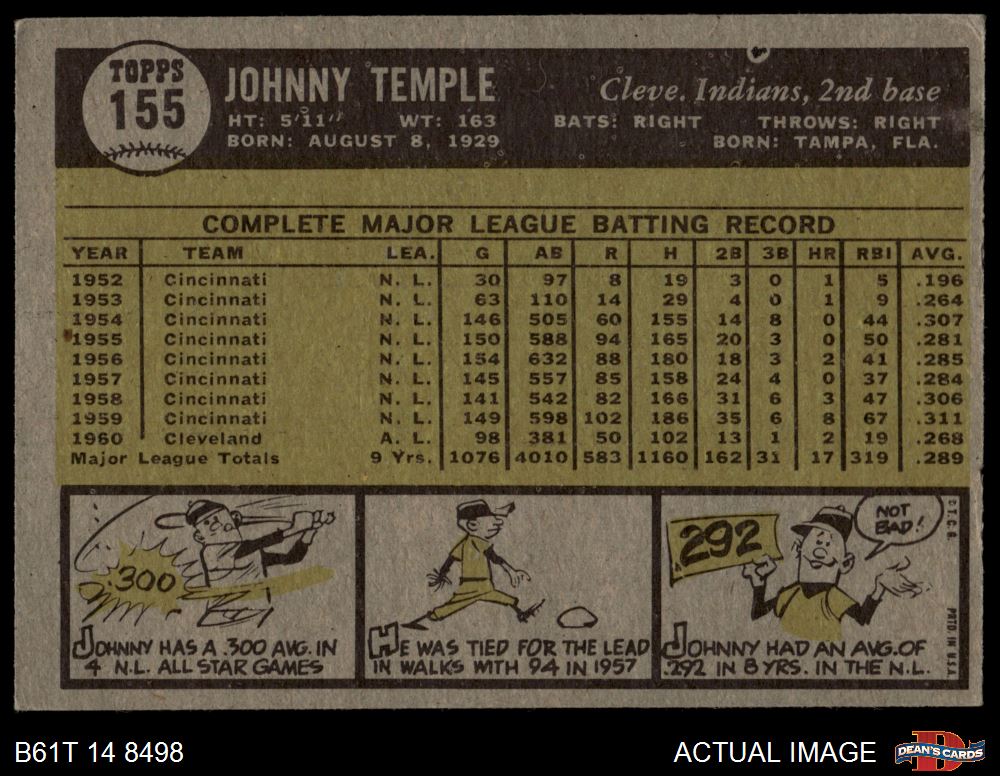 TOPPS
155
JOHNNY TEMPLE
Cleve. Indians, 2nd base
HT: 5'11" WT: 163 BATS: RIGHT THROWS: RIGHT
BORN: AUGUST 8, 1929 BORN: TAMPA, FLA.
COMPLETE MAJOR LEAGUE BATTING RECORD
YEAR TEAM LEA. G AB R H 2B 3B HR RBI AVG.
1952 Cincinnati N. L. 30 97 8 19 3 0 1 5 .196
1953 Cincinnati N. L. 63 110 14 29 4 0 1 9 .264
1954 Cincinnati N. L. 146 505 60 155 14 8 0 44 .307
1955 Cincinnati N. L. 150 588 94 165 20 3 0 50 .281
1956 Cincinnati N. L. 154 632 88 180 18 3 2 41 .285
1957 Cincinnati N. L. 145 557 85 158 24 4 0 37 .284
1958 Cincinnati N. L. 141 542 82 166 31 6 3 47 .306
1959 Cincinnati N. L. 149 598 102 186 35 6 8 67 .311
1960 Cleveland A. L. 98 381 50 102 13 1 2 19 .268
Major League Totals 9 Yrs. 1076 4010 583 1160 162 31 17 319 .289
.300
JOHNNY HAS A .300 AVG. IN
4 N.L. ALL STAR GAMES
HE WAS TIED FOR THE LEAD
IN WALKS WITH 94 IN 1957
.292
NOT
BAD!
JOHNNY HAD AN AVG. OF
.292 IN 8 YRS. IN THE N.L.
©T.C.G.
PRTD. IN U.S.A.
B61T 14 8498
ACTUAL IMAGE
DEAN'S CARDS